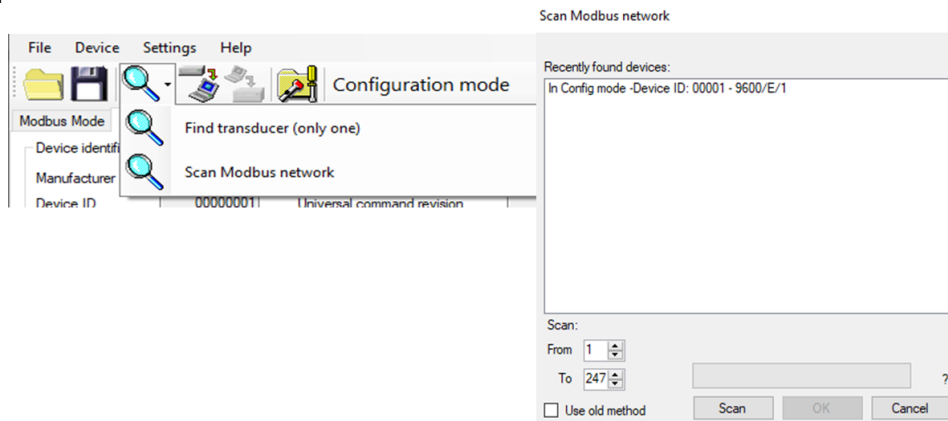 Scan Modbus network
File Device Settings Help
Configuration mode
Modbus Mode
Find transducer (only one)
Device identifi
Manufacturer
Scan Modbus network
Device ID 00000001 Universal command revision
Recently found devices:
In Config mode -Device ID: 00001 - 9600/E/1
Scan:
From 1
To 247
?
Use old method Scan OK Cancel